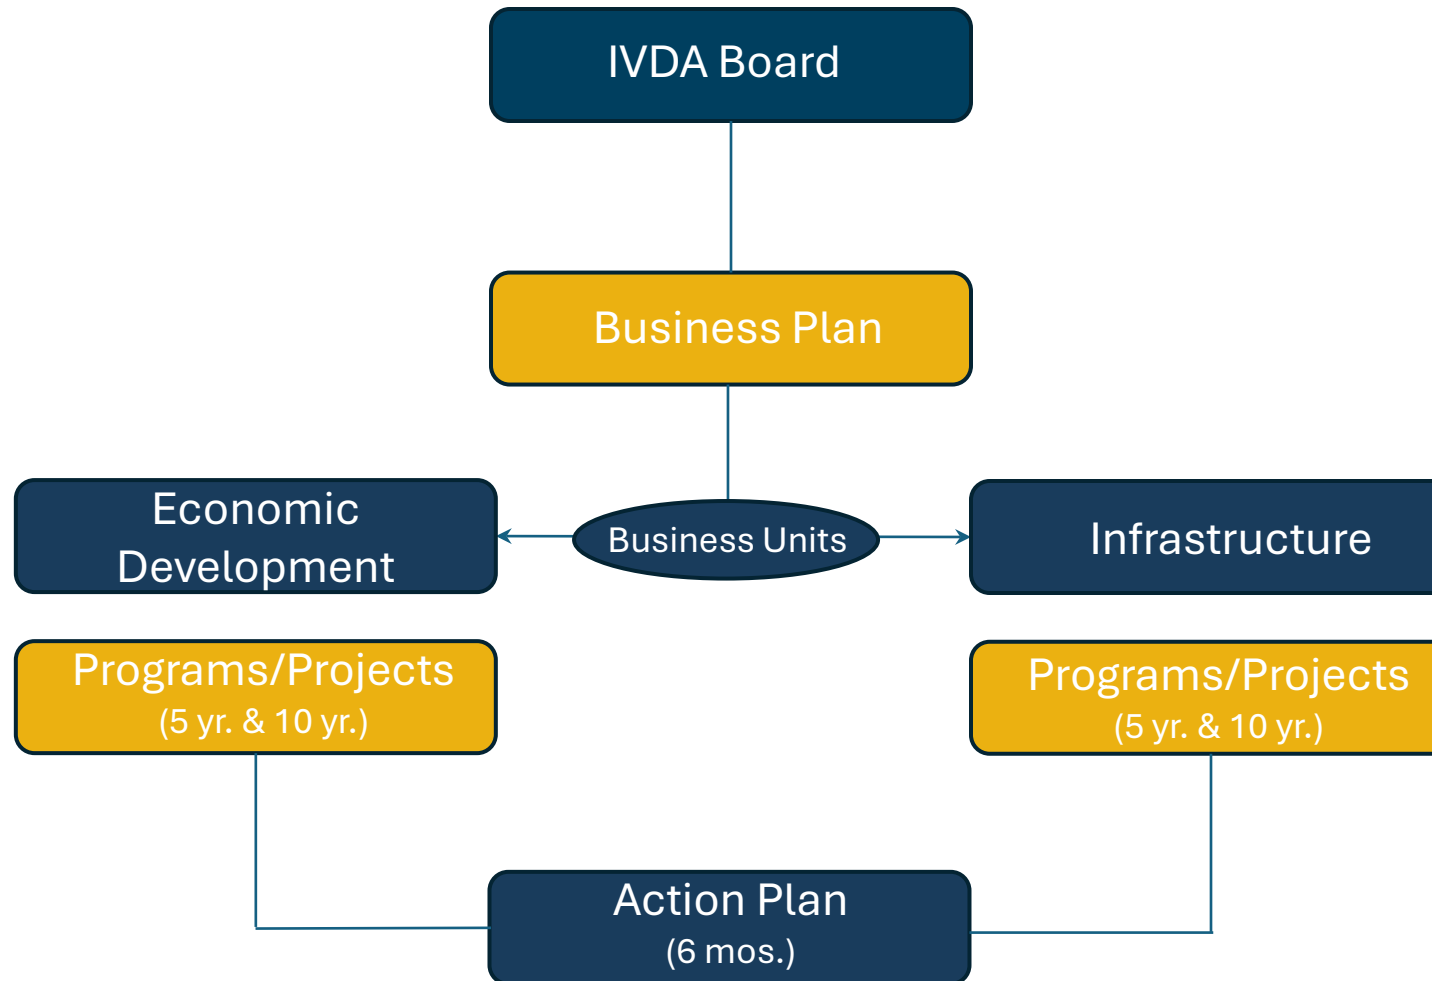 IVDA Board
Business Plan
Economic
Development
Business Units
Infrastructure
Programs/Projects
(5 yr. & 10 yr.)
Programs/Projects
(5 yr. & 10 yr.)
Action Plan
(6 mos.)